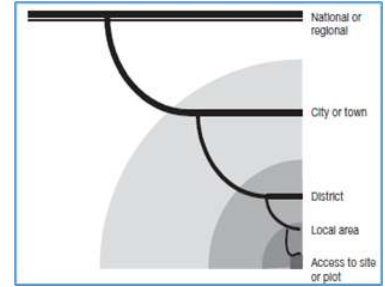 National or
regional
City or town
District
Local area
Access to site
or plot